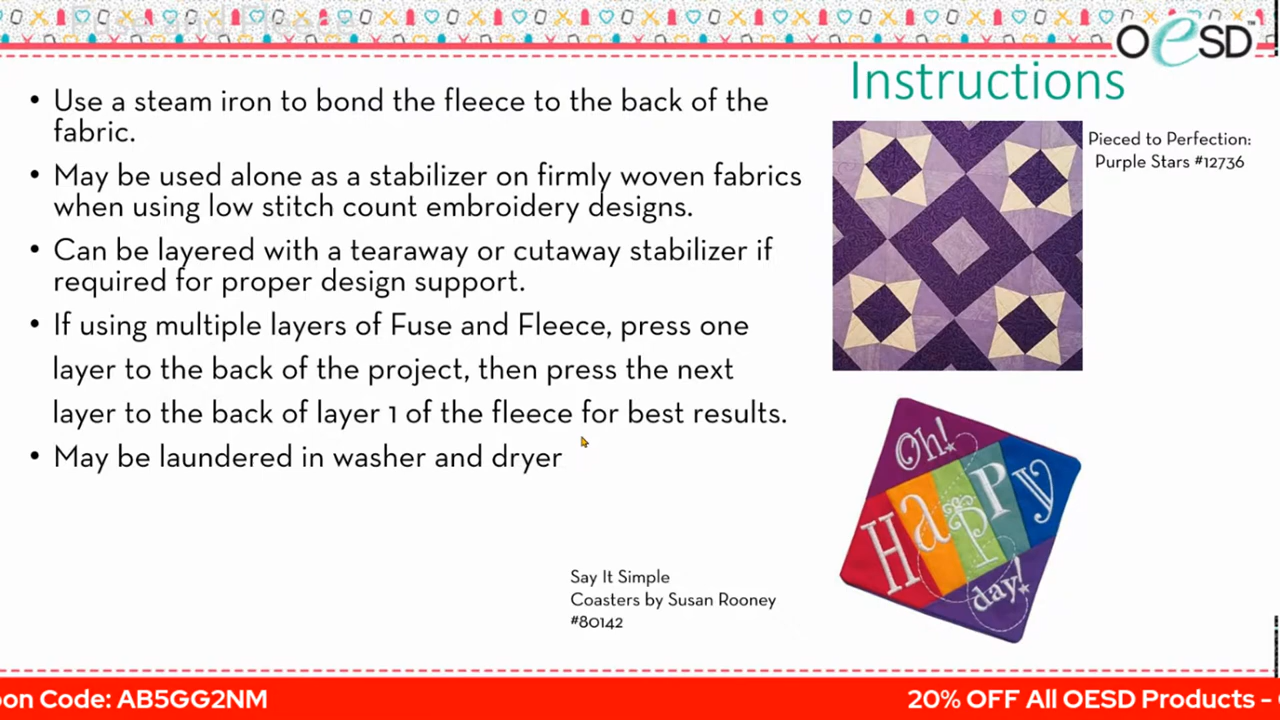 OESD™
Instructions
• Use a steam iron to bond the fleece to the back of the
fabric.
• May be used alone as a stabilizer on firmly woven fabrics
when using low stitch count embroidery designs.
• Can be layered with a tearaway or cutaway stabilizer if
required for proper design support.
• If using multiple layers of Fuse and Fleece, press one
layer to the back of the project, then press the next
layer to the back of layer 1 of the fleece for best results.
• May be laundered in washer and dryer
Pieced to Perfection:
Purple Stars #12736
Oh!
Happy
day!
Say It Simple
Coasters by Susan Rooney
#80142
pon Code: AB5GG2NM
20% OFF All OESD Products -